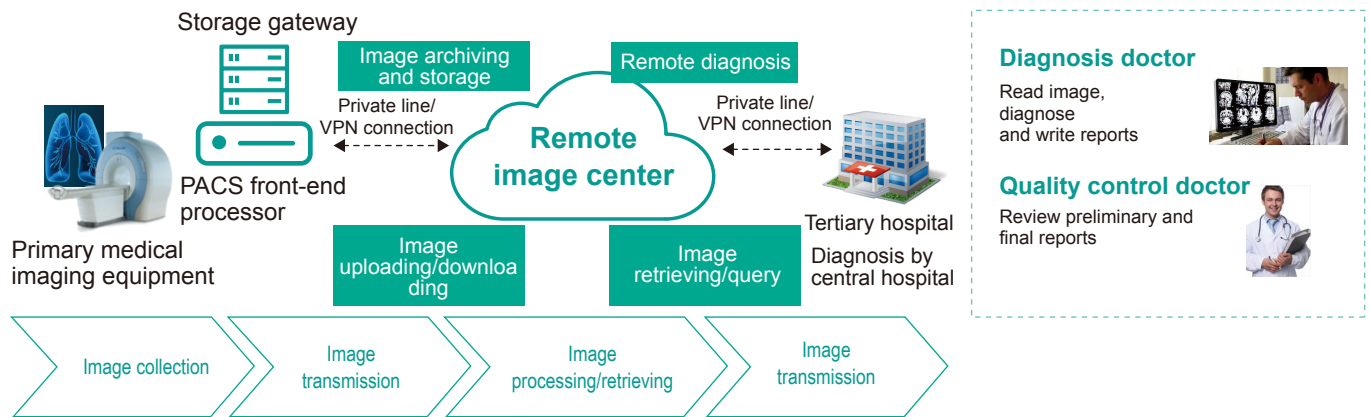 Storage gateway
PACS front-end
processor
Primary medical
imaging equipment
Image archiving
and storage
Private line/
VPN connection
Image
uploading/downloa
ding
Remote
image center
Remote diagnosis
Private line/
VPN connection
Image
retrieving/query
Tertiary hospital
Diagnosis by
central hospital
Diagnosis doctor
Read image,
diagnose
and write reports
Quality control doctor
Review preliminary and
final reports
Image collection
Image
transmission
Image
processing/retrieving
Image
transmission